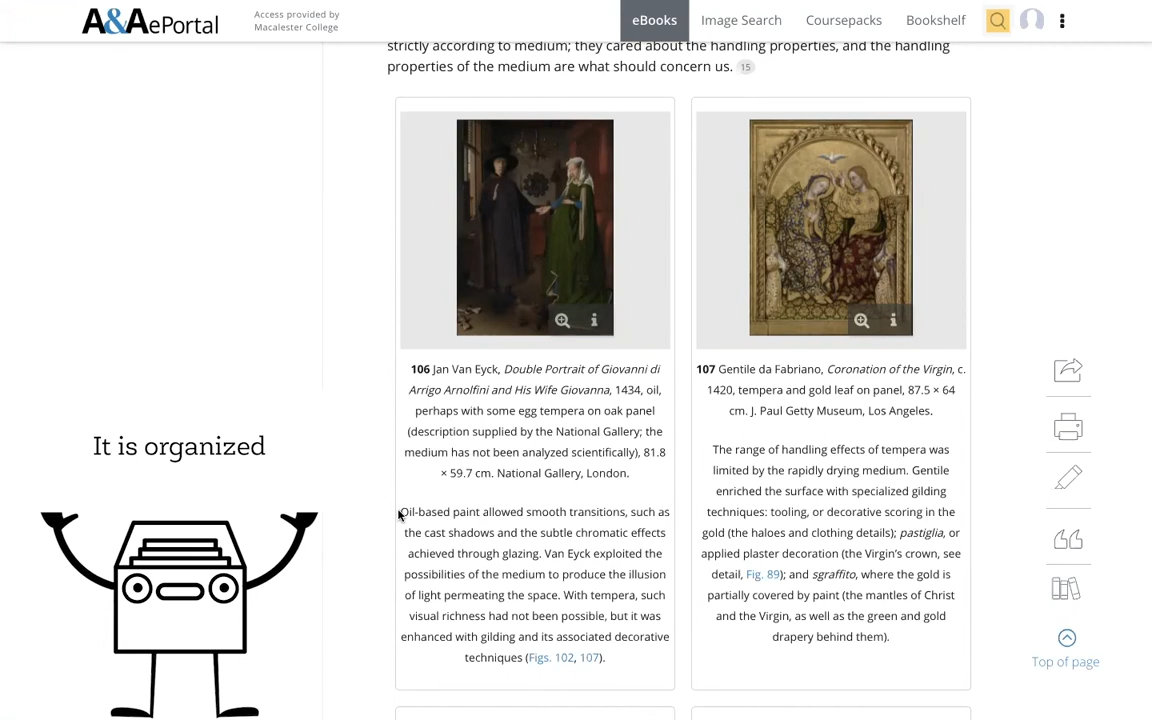 A&AePortal
Access provided by
Macalester College
eBooks
Image Search
Coursepacks
Bookshelf
strictly according to medium; they cared about the handling properties, and the handling
properties of the medium are what should concern us. 15
106 Jan Van Eyck, Double Portrait of Giovanni di
Arrigo Arnolfini and His Wife Giovanna, 1434, oil,
perhaps with some egg tempera on oak panel
(description supplied by the National Gallery; the
medium has not been analyzed scientifically), 81.8
× 59.7 cm. National Gallery, London.
Oil-based paint allowed smooth transitions, such as
the cast shadows and the subtle chromatic effects
achieved through glazing. Van Eyck exploited the
possibilities of the medium to produce the illusion
of light permeating the space. With tempera, such
visual richness had not been possible, but it was
enhanced with gilding and its associated decorative
techniques (Figs. 102, 107).
107 Gentile da Fabriano, Coronation of the Virgin, c.
1420, tempera and gold leaf on panel, 87.5 × 64
cm. J. Paul Getty Museum, Los Angeles.
The range of handling effects of tempera was
limited by the rapidly drying medium. Gentile
enriched the surface with specialized gilding
techniques: tooling, or decorative scoring in the
gold (the haloes and clothing details); pastiglia, or
applied plaster decoration (the Virgin's crown, see
detail, Fig. 89); and sgraffito, where the gold is
partially covered by paint (the mantles of Christ
and the Virgin, as well as the green and gold
drapery behind them).
It is organized
Top of page